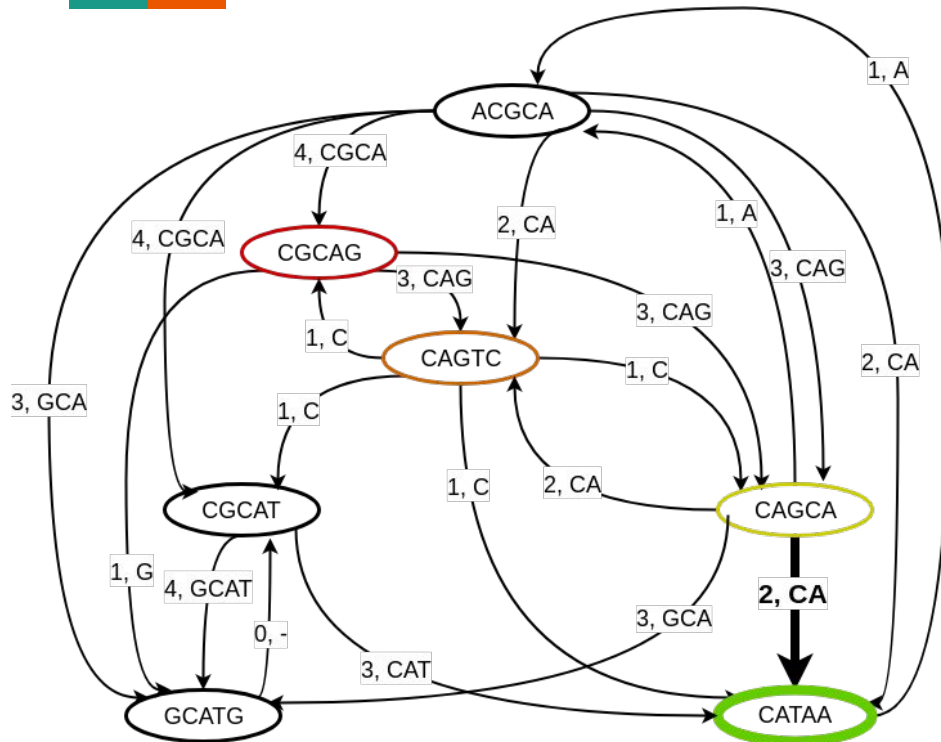 1, A
ACGCA
4, CGCA
4, CGCA
2, CA
1, A
CGCAG
3, CAG
3, CAG
3, CAG
1, C
CAGTC
1, C
2, CA
3, GCA
1, C
1, C
2, CA
CGCAT
CAGCA
1, G
4, GCAT
2, CA
3, GCA
0, -
3, CAT
GCATG
CATAA